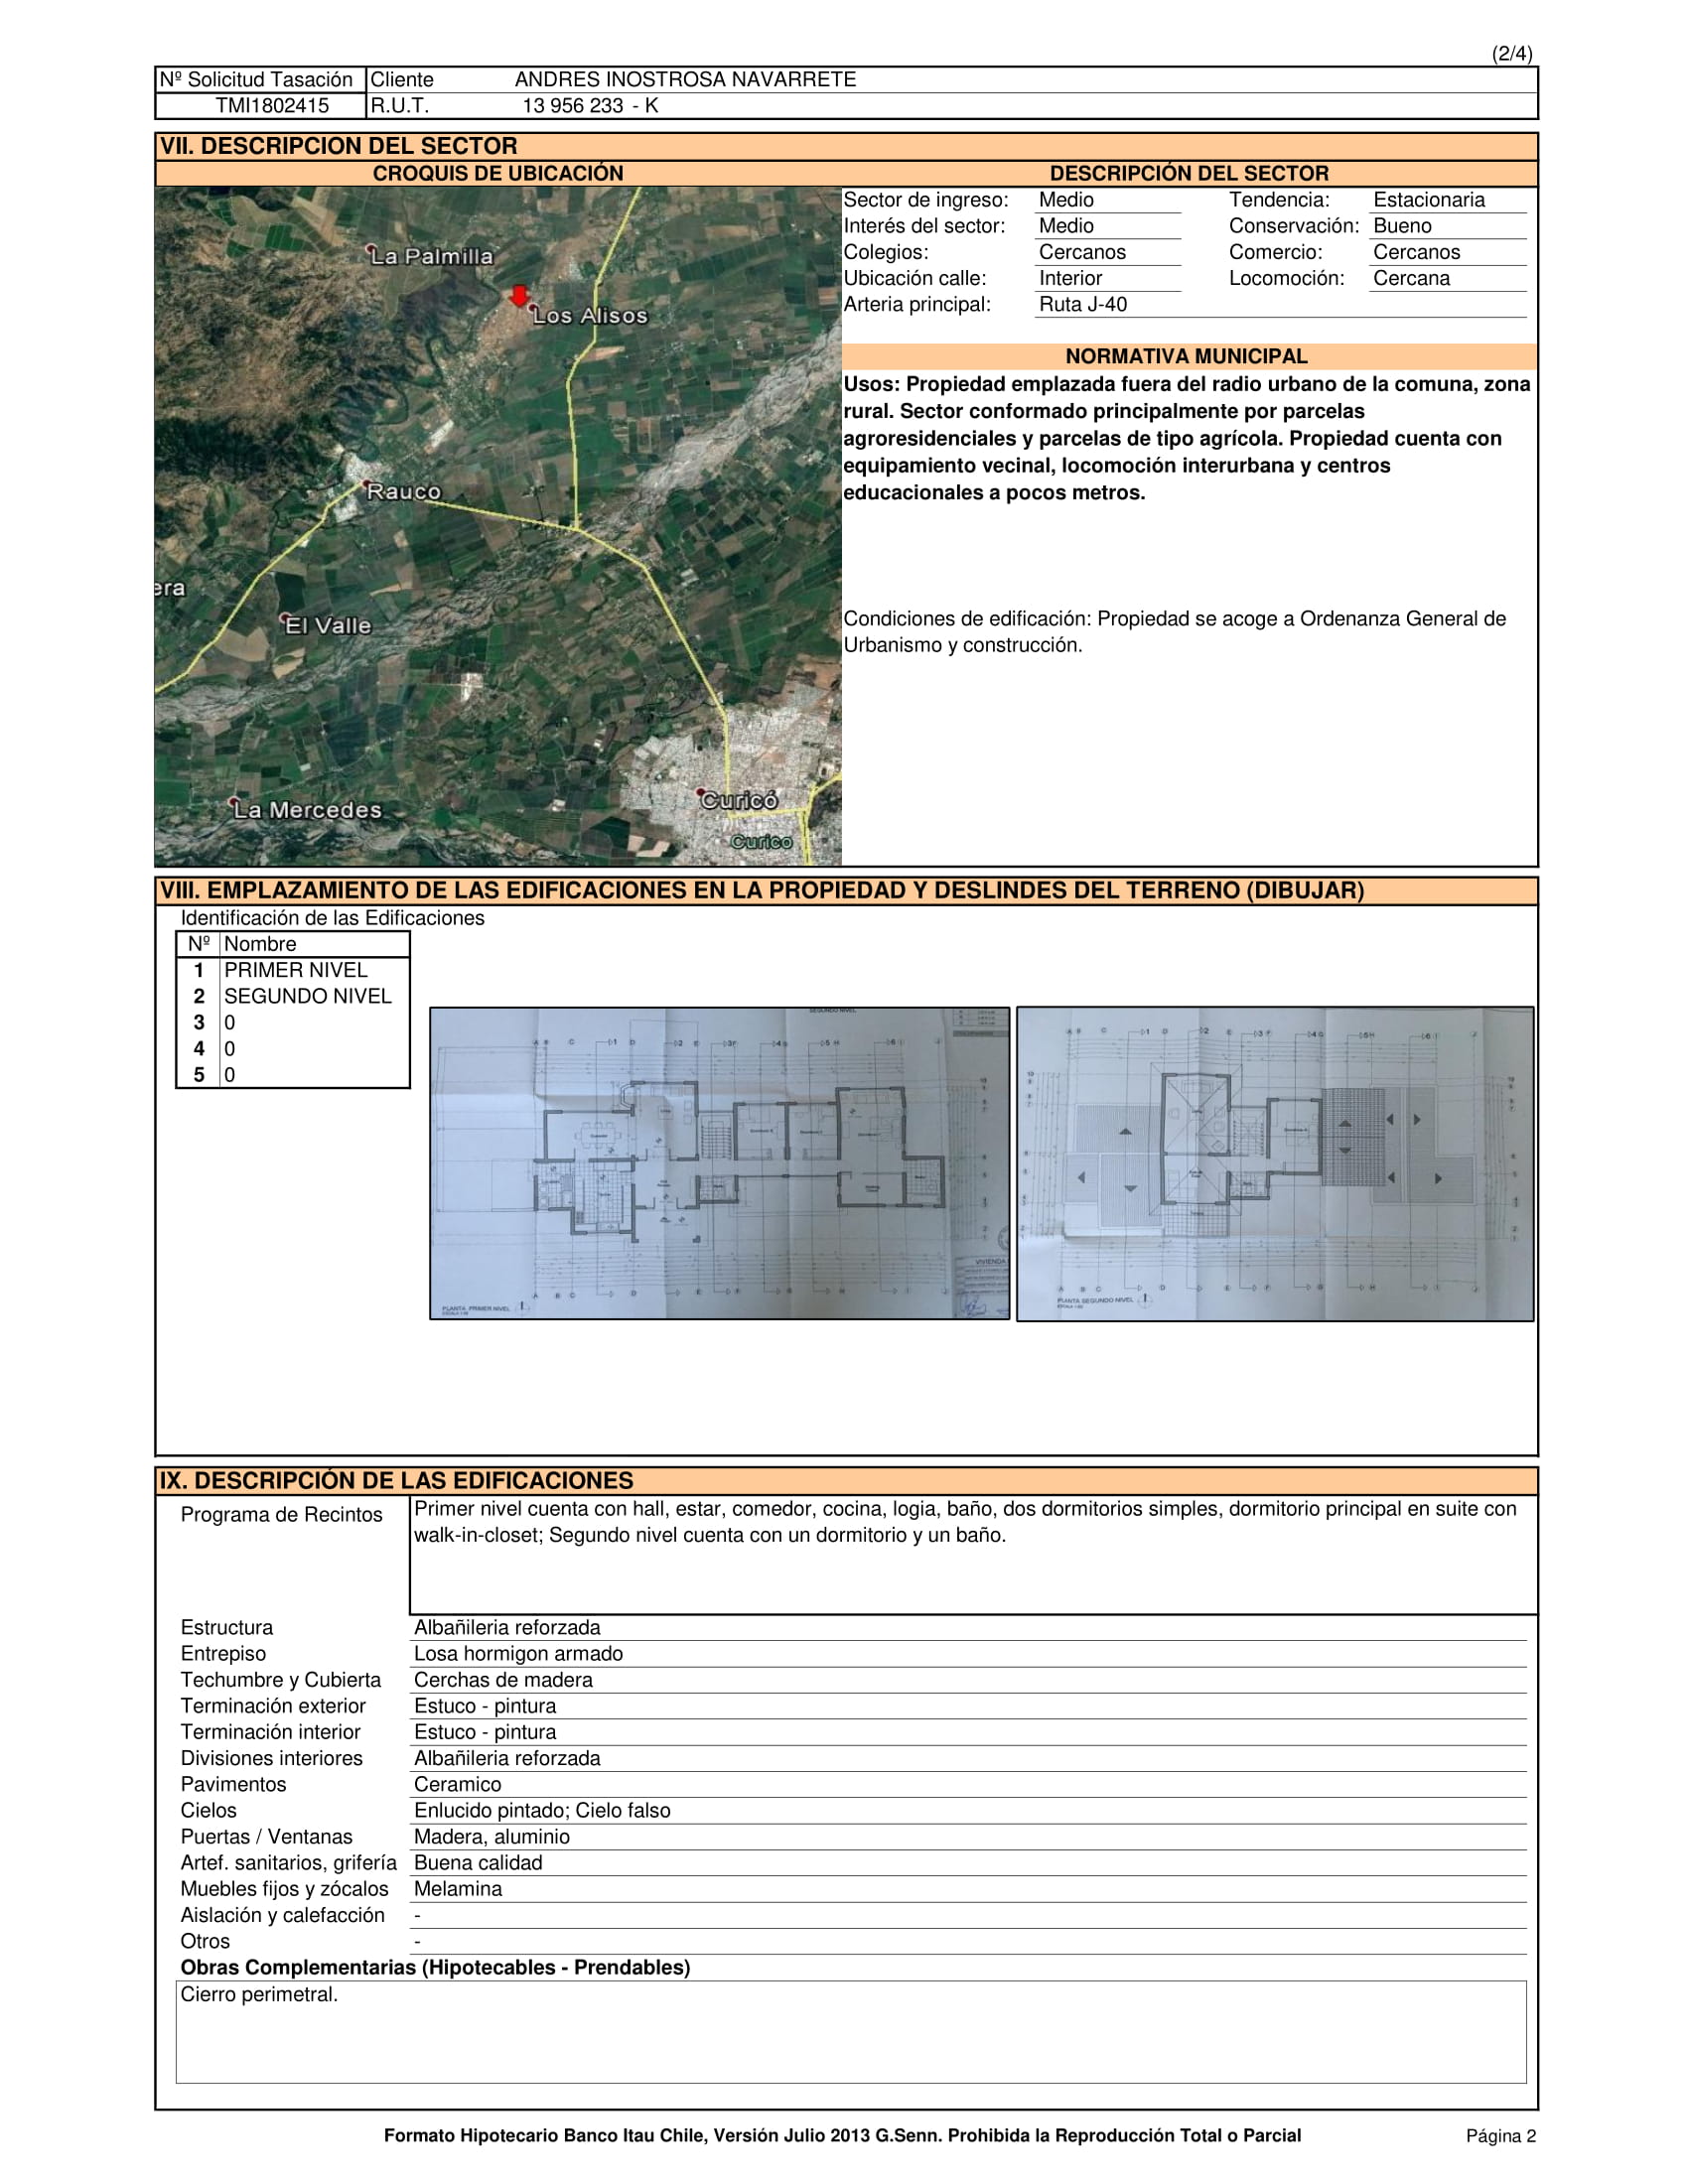 (2/4)
Nº Solicitud Tasación Cliente ANDRES INOSTROSA NAVARRETE
TMI1802415 R.U.T. 13 956 233 - K
VII. DESCRIPCION DEL SECTOR
CROQUIS DE UBICACIÓN DESCRIPCIÓN DEL SECTOR
Sector de ingreso: Medio Tendencia: Estacionaria
Interés del sector: Medio Conservación: Bueno
Colegios: Cercanos Comercio: Cercanos
Ubicación calle: Interior Locomoción: Cercana
Arteria principal: Ruta J-40
La Palmilla
Los Alisos
Rauco
era
El Valle
La Mercedes
Curicó
Curico
NORMATIVA MUNICIPAL
Usos: Propiedad emplazada fuera del radio urbano de la comuna, zona
rural. Sector conformado principalmente por parcelas
agroresidenciales y parcelas de tipo agrícola. Propiedad cuenta con
equipamiento vecinal, locomoción interurbana y centros
educacionales a pocos metros.
Condiciones de edificación: Propiedad se acoge a Ordenanza General de
Urbanismo y construcción.
VIII. EMPLAZAMIENTO DE LAS EDIFICACIONES EN LA PROPIEDAD Y DESLINDES DEL TERRENO (DIBUJAR)
Identificación de las Edificaciones
Nº Nombre
1 PRIMER NIVEL
2 SEGUNDO NIVEL
3 0
4 0
5 0
SEGUNDO NIVEL
VIVIENDA
PLANTA PRIMER NIVEL
PLANTA SEGUNDO NIVEL
IX. DESCRIPCIÓN DE LAS EDIFICACIONES
Programa de Recintos Primer nivel cuenta con hall, estar, comedor, cocina, logia, baño, dos dormitorios simples, dormitorio principal en suite con
walk-in-closet; Segundo nivel cuenta con un dormitorio y un baño.
Estructura Albañileria reforzada
Entrepiso Losa hormigon armado
Techumbre y Cubierta Cerchas de madera
Terminación exterior Estuco - pintura
Terminación interior Estuco - pintura
Divisiones interiores Albañileria reforzada
Pavimentos Ceramico
Cielos Enlucido pintado; Cielo falso
Puertas / Ventanas Madera, aluminio
Artef. sanitarios, grifería Buena calidad
Muebles fijos y zócalos Melamina
Aislación y calefacción -
Otros -
Obras Complementarias (Hipotecables - Prendables)
Cierro perimetral.
Formato Hipotecario Banco Itau Chile, Versión Julio 2013 G.Senn. Prohibida la Reproducción Total o Parcial Página 2